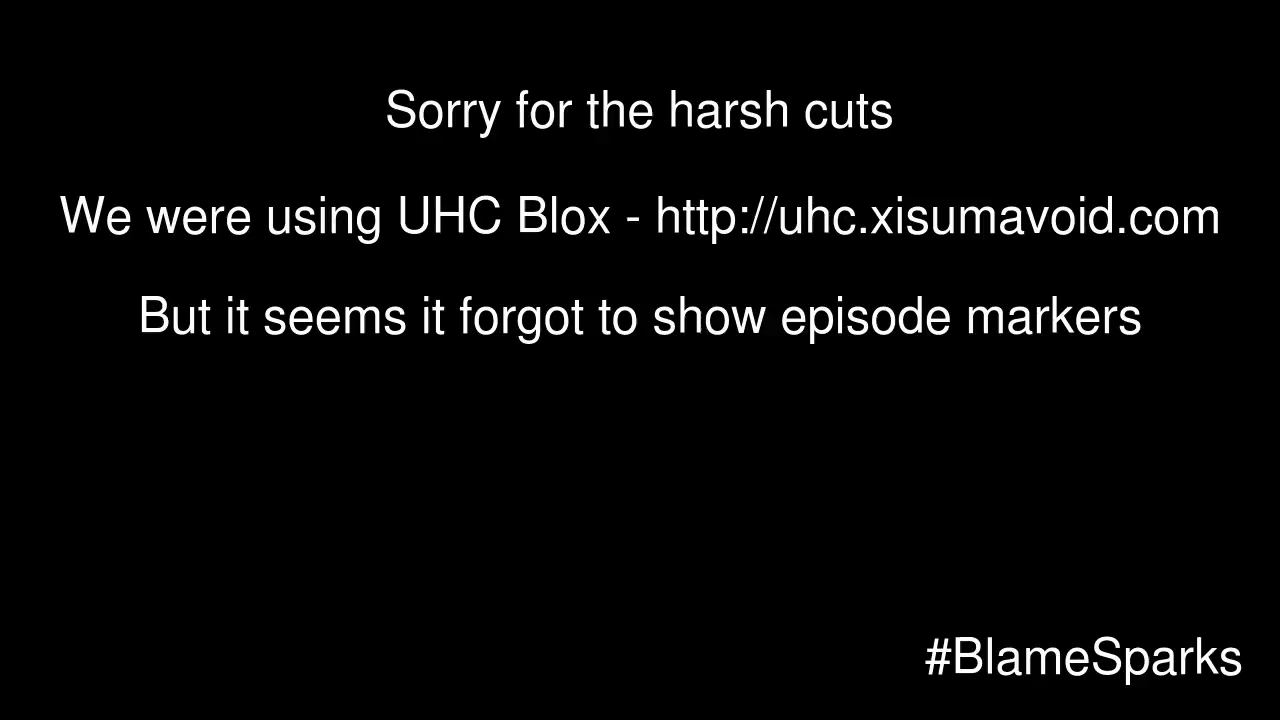 Sorry for the harsh cuts
We were using UHC Blox - http://uhc.xisumavoid.com
But it seems it forgot to show episode markers
#BlameSparks